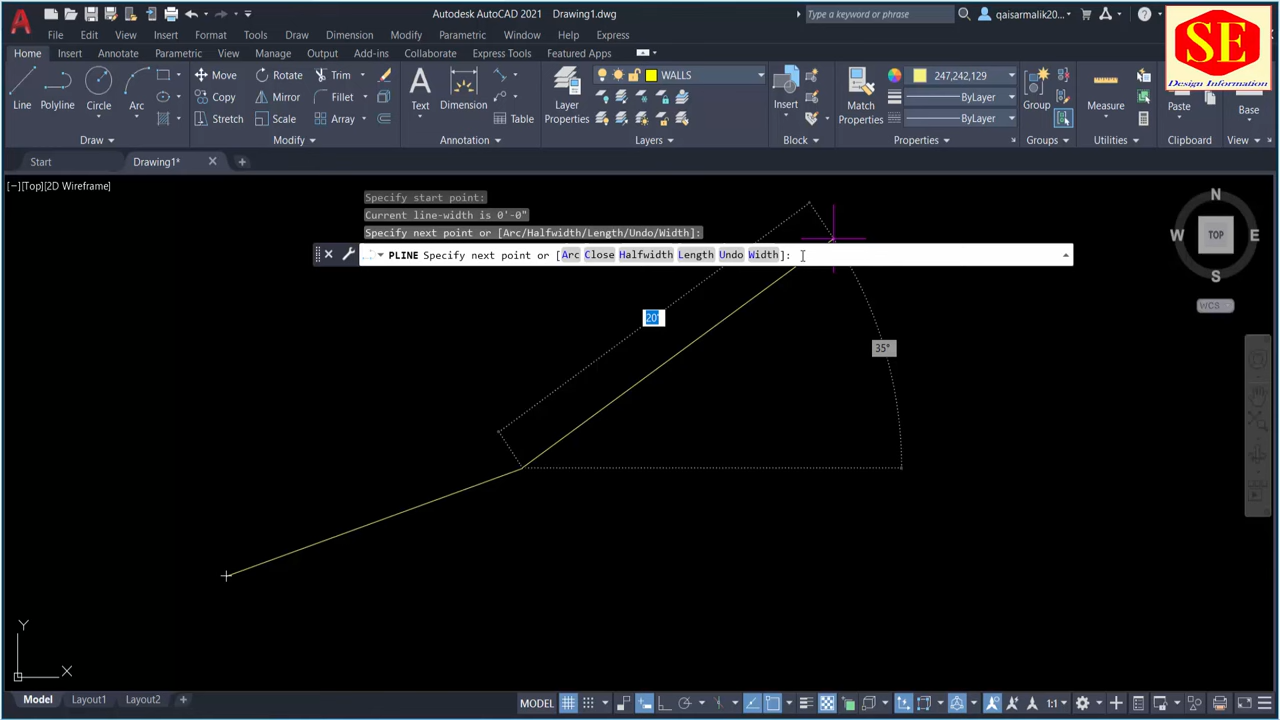 Autodesk AutoCAD 2021 Drawing1.dwg
Type a keyword or phrase
qaisarmalik20...
SE
Design Information
File Edit View Insert Format Tools Draw Dimension Modify Parametric Window Help Express
Home Insert Annotate Parametric View Manage Output Add-ins Collaborate Express Tools Featured Apps
Line Polyline Circle Arc
Move Rotate Trim
Copy Mirror Fillet
Stretch Scale Array
Text Dimension Table
Layer Properties
WALLS
Insert
Match Properties
247,242,129
ByLayer
ByLayer
Group
Measure
Paste
Base
Draw Modify Annotation Layers Block Properties Groups Utilities Clipboard View
Start Drawing1*
[−][Top][2D Wireframe]
Specify start point:
Current line-width is 0'-0"
Specify next point or [Arc/Halfwidth/Length/Undo/Width]:
PLINE Specify next point or [Arc Close Halfwidth Length Undo Width]:
N
W TOP E
S
WCS
20'
35°
Y
X
Model Layout1 Layout2
MODEL
1:1